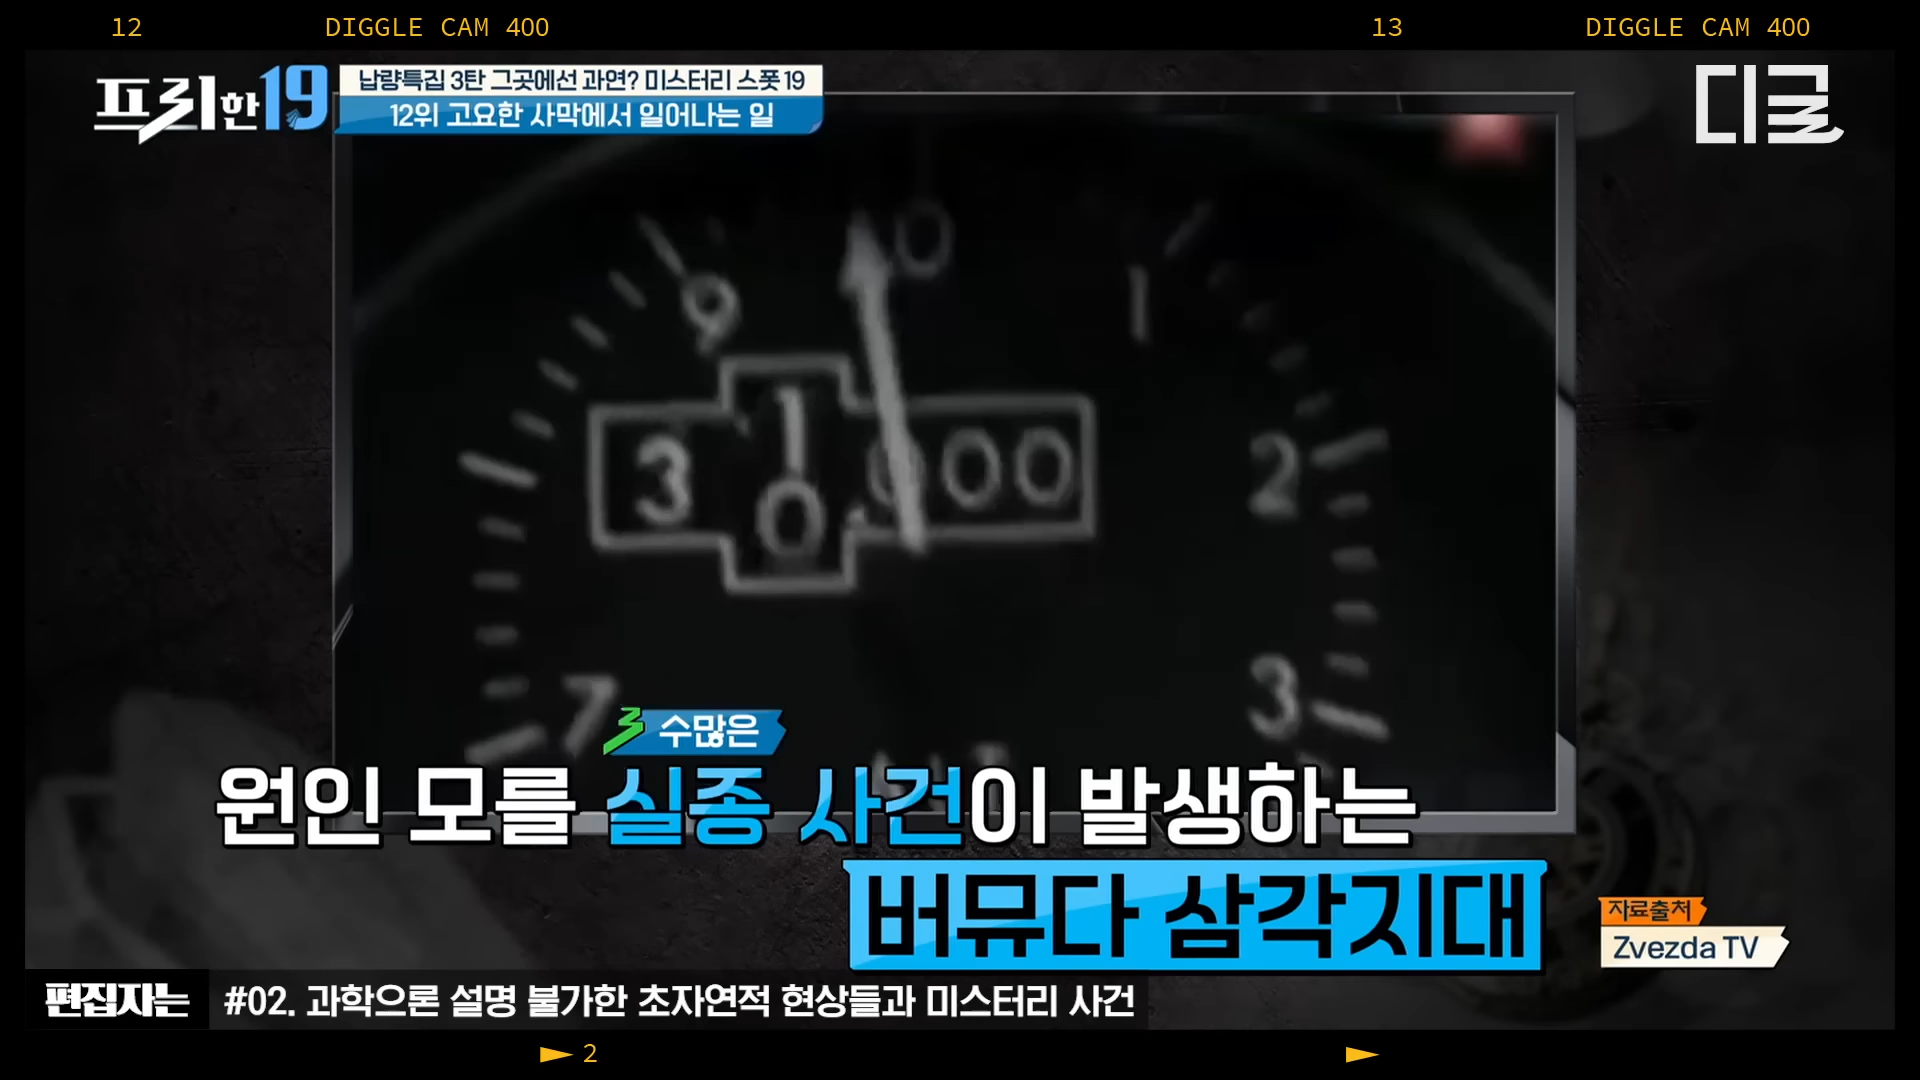 12 DIGGLE CAM 400 13 DIGGLE CAM 400
프리한19
납량특집 3탄 그곳에선 과연? 미스터리 스폿 19
12위 고요한 사막에서 일어나는 일
디글
0
9 1
3 1 0 000
2
7 3
수많은
원인 모를 실종 사건이 발생하는
버뮤다 삼각지대
자료출처
Zvezda TV
편집자는 #02. 과학으론 설명 불가한 초자연적 현상들과 미스터리 사건
2